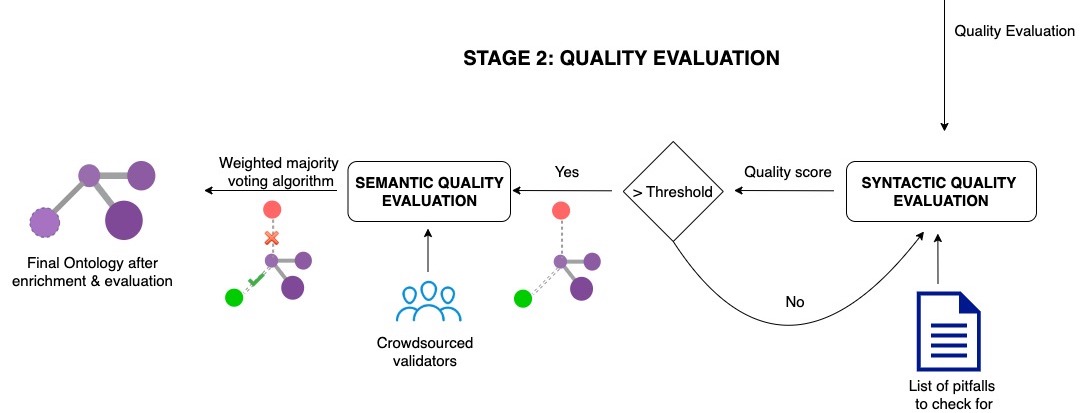 Quality Evaluation
STAGE 2: QUALITY EVALUATION
Weighted majority
voting algorithm
SEMANTIC QUALITY
EVALUATION
Yes
> Threshold
Quality score
SYNTACTIC QUALITY
EVALUATION
Final Ontology after
enrichment & evaluation
No
Crowdsourced
validators
List of pitfalls
to check for